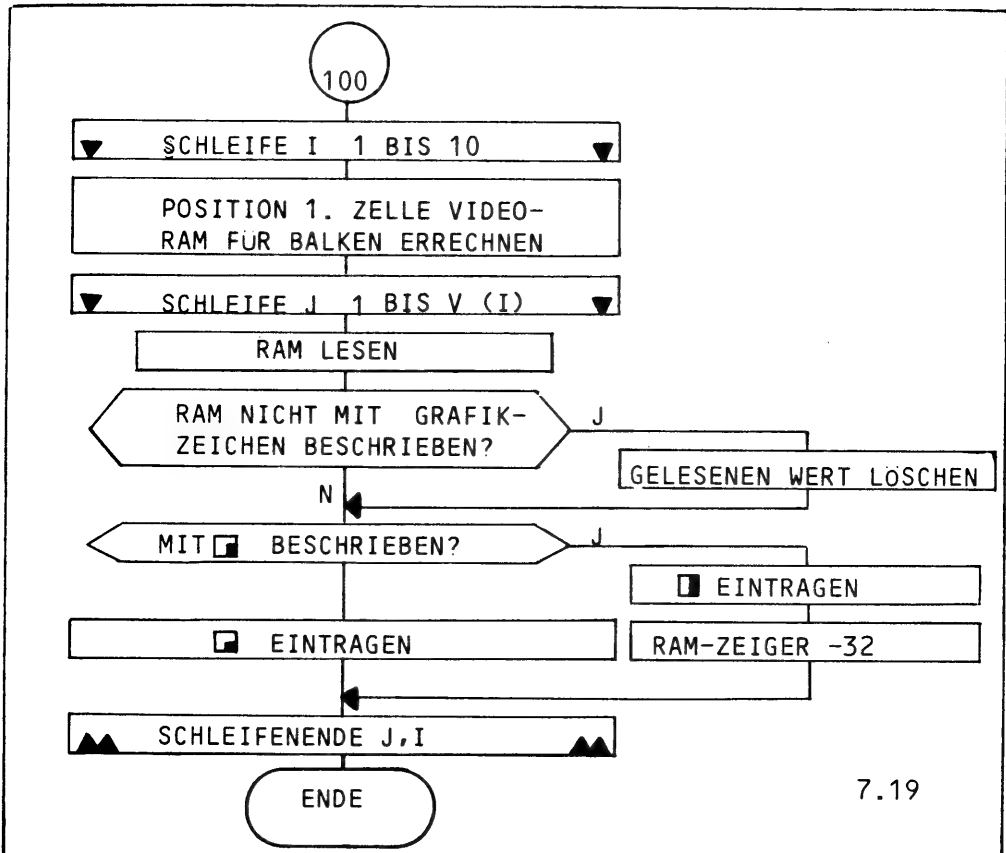 100
SCHLEIFE I 1 BIS 10
POSITION 1. ZELLE VIDEO-
RAM FÜR BALKEN ERRECHNEN
SCHLEIFE J 1 BIS V (I)
RAM LESEN
RAM NICHT MIT GRAFIK-
ZEICHEN BESCHRIEBEN?
J
GELESENEN WERT LÖSCHEN
N
MIT BESCHRIEBEN?
J
EINTRAGEN
RAM-ZEIGER -32
EINTRAGEN
SCHLEIFENENDE J,I
ENDE
7.19